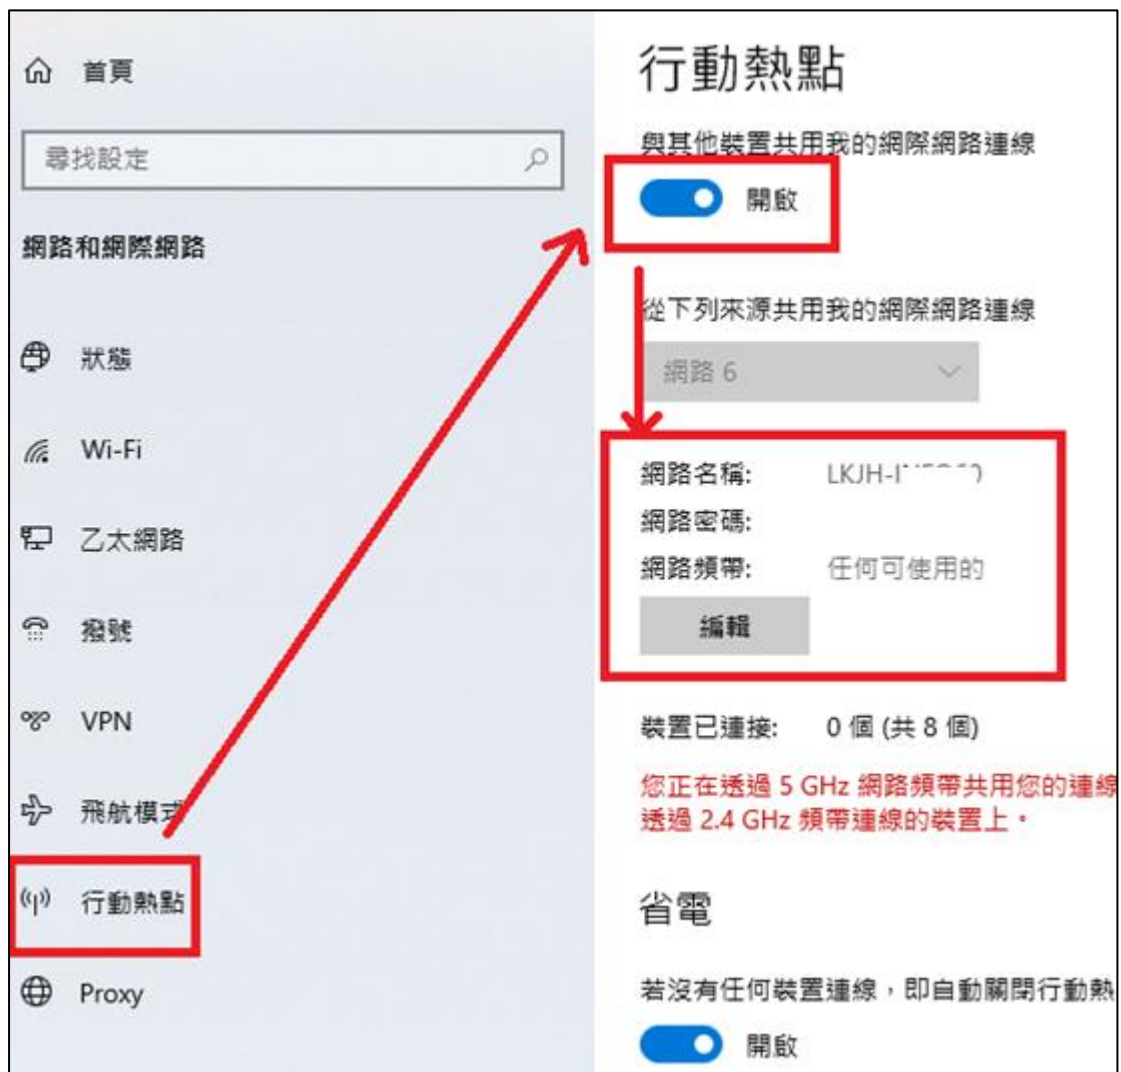 首頁
尋找設定
網路和網際網路
狀態
Wi-Fi
乙太網路
撥號
VPN
飛航模式
行動熱點
Proxy
行動熱點
與其他裝置共用我的網際網路連線
開啟
從下列來源共用我的網際網路連線
網路 6
網路名稱:
網路密碼:
網路頻帶: 任何可使用的
編輯
裝置已連接: 0 個 (共 8 個)
您正在透過 5 GHz 網路頻帶共用您的連線
透過 2.4 GHz 頻帶連線的裝置上。
省電
若沒有任何裝置連線，即自動關閉行動熱
開啟